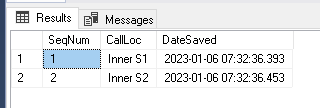 Results Messages
SeqNum CallLoc DateSaved
1 1 Inner S1 2023-01-06 07:32:36.393
2 2 Inner S2 2023-01-06 07:32:36.453